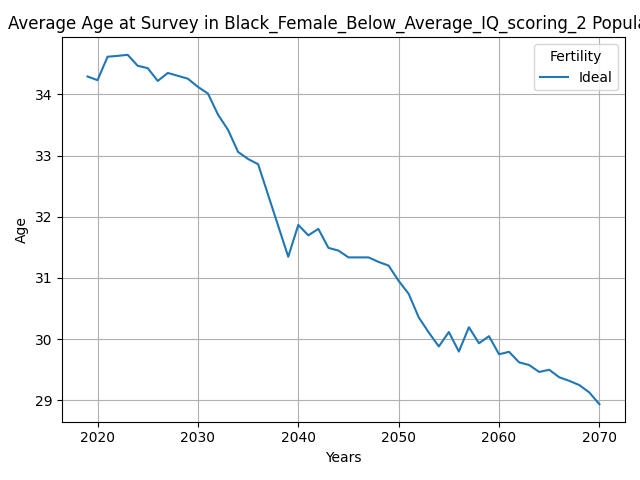 Average Age at Survey in Black_Female_Below_Average_IQ_scoring_2
Fertility
Ideal
34
33
32
31
30
29
Age
2020 2030 2040 2050 2060 2070
Years